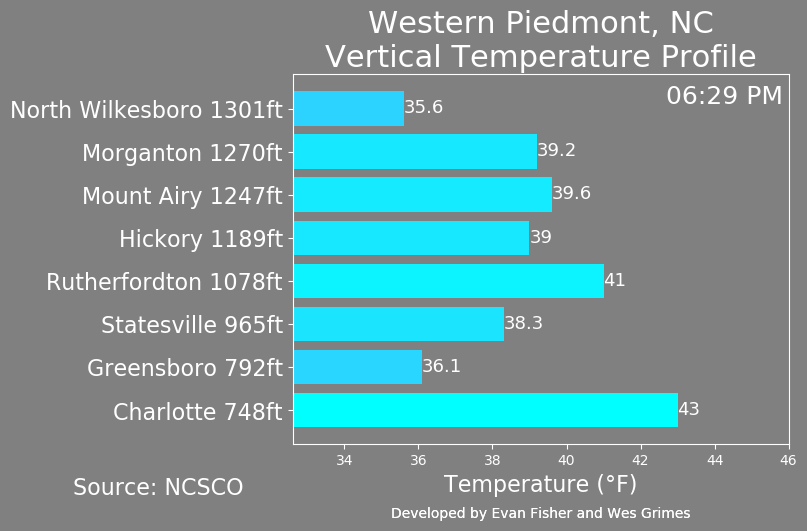 Western Piedmont, NC
Vertical Temperature Profile
06:29 PM
North Wilkesboro 1301ft 35.6
Morganton 1270ft 39.2
Mount Airy 1247ft 39.6
Hickory 1189ft 39
Rutherfordton 1078ft 41
Statesville 965ft 38.3
Greensboro 792ft 36.1
Charlotte 748ft 43
34 36 38 40 42 44 46
Temperature (°F)
Source: NCSCO
Developed by Evan Fisher and Wes Grimes